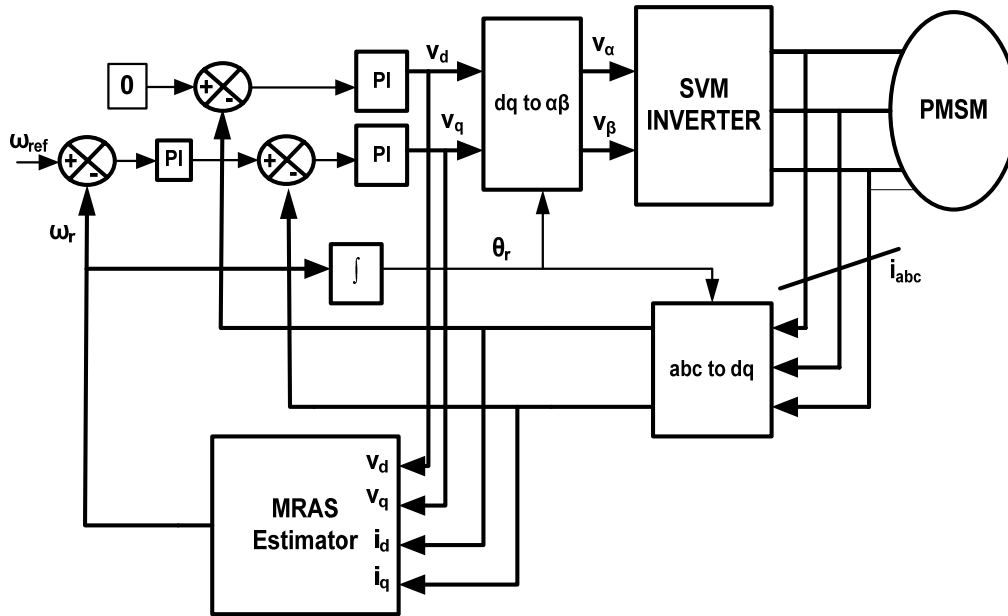 0
+
-
PI
v_d
dq to αβ
v_α
SVM
INVERTER
PMSM
ω_ref
+
-
PI
+
-
PI
v_q
v_β
ω_r
∫
θ_r
i_abc
abc to dq
MRAS
Estimator
v_d
v_q
i_d
i_q